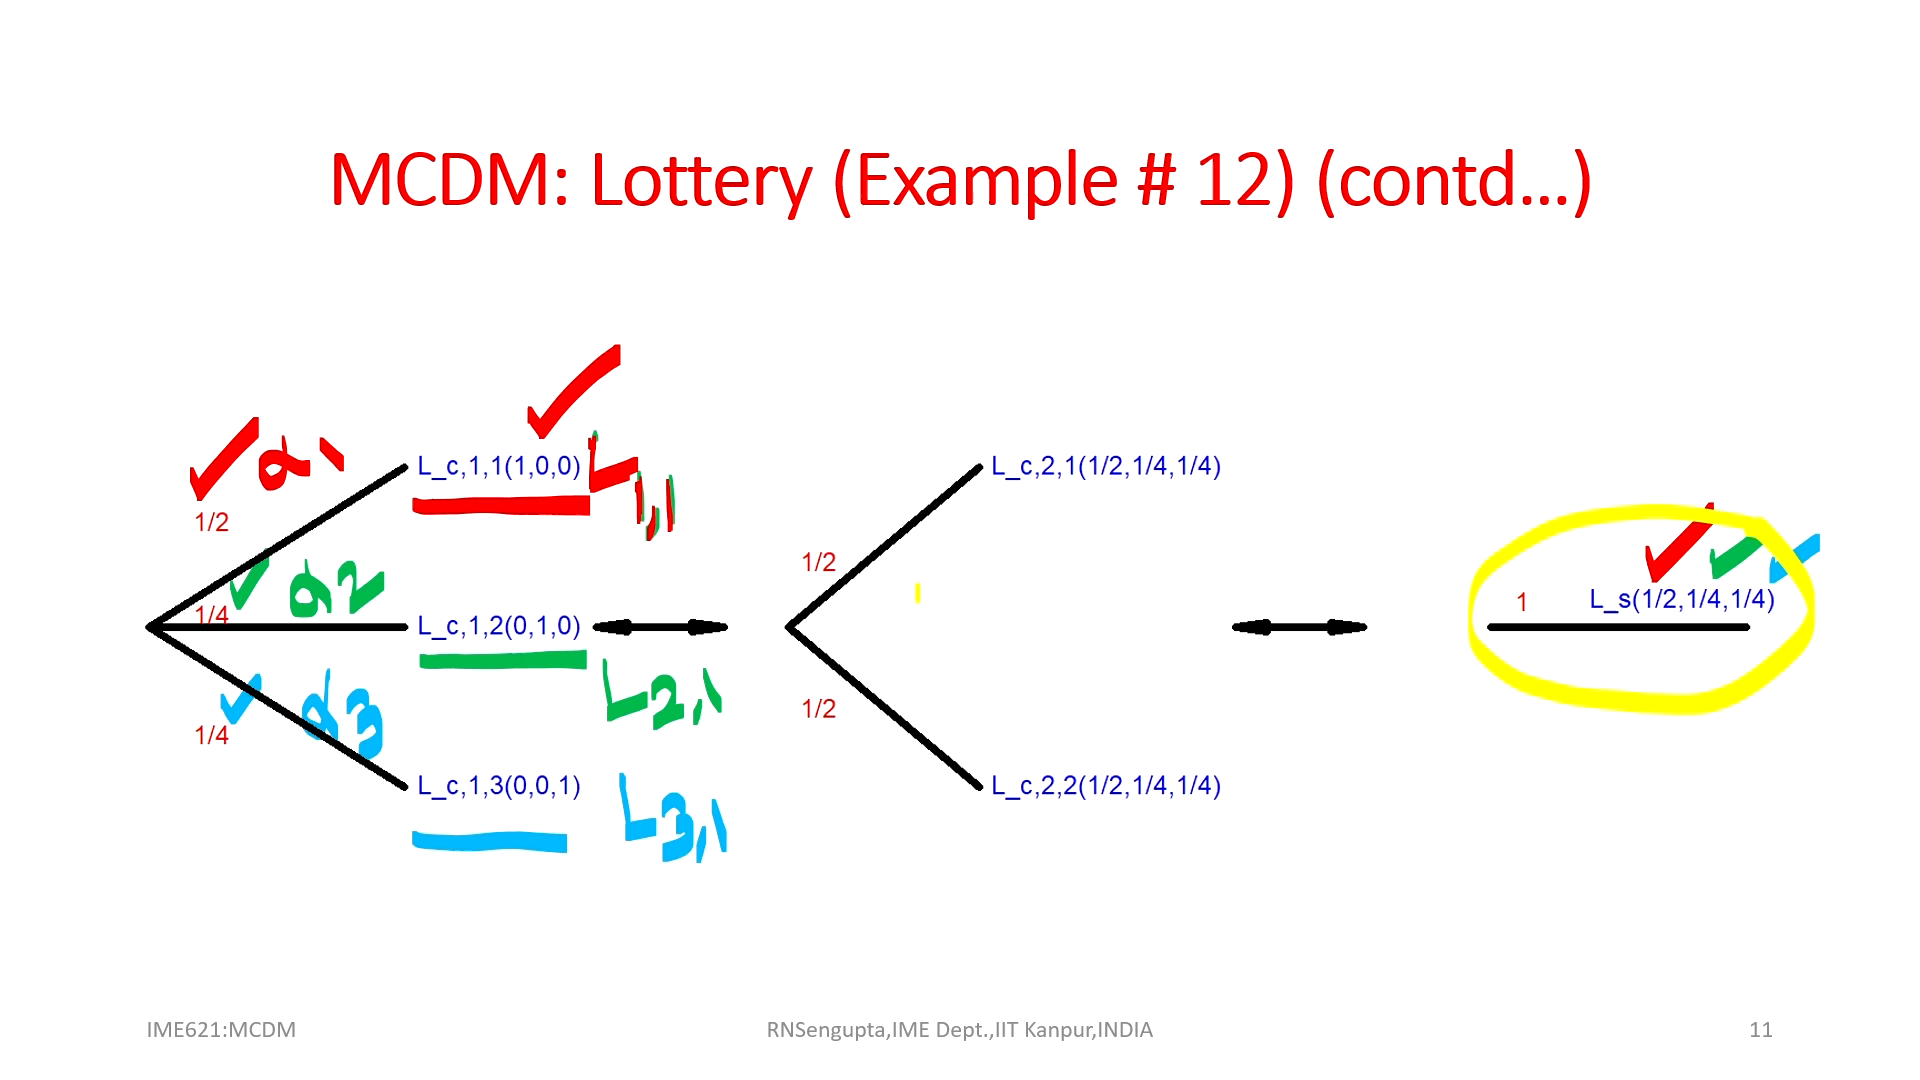 MCDM: Lottery (Example # 12) (contd...)
α1
L_c,1,1(1,0,0) L1,1
1/2
1/4 α2
L_c,1,2(0,1,0)
L2,1
1/4 α3
L_c,1,3(0,0,1) L3,1
1/2
L_c,2,1(1/2,1/4,1/4)
1/2
L_c,2,2(1/2,1/4,1/4)
1 L_s(1/2,1/4,1/4)
IME621:MCDM RNSengupta,IME Dept.,IIT Kanpur,INDIA 11